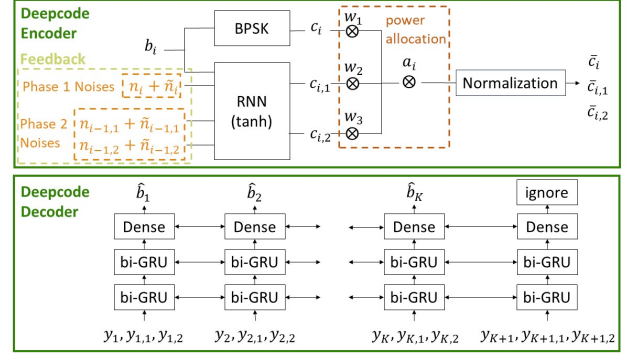 Deepcode
Encoder
Feedback
b_i
Phase 1 Noises n_i + ñ_i
Phase 2
Noises
n_{i−1,1} + ñ_{i−1,1}
n_{i−1,2} + ñ_{i−1,2}
BPSK
RNN
(tanh)
c_i
c_{i,1}
c_{i,2}
w_1
w_2
w_3
power
allocation
a_i
Normalization
c̄_i
c̄_{i,1}
c̄_{i,2}
Deepcode
Decoder
b̂_1 b̂_2 b̂_K ignore
Dense Dense Dense Dense
bi-GRU bi-GRU bi-GRU bi-GRU
bi-GRU bi-GRU bi-GRU bi-GRU
y_1, y_{1,1}, y_{1,2} y_2, y_{2,1}, y_{2,2} y_K, y_{K,1}, y_{K,2} y_{K+1}, y_{K+1,1}, y_{K+1,2}